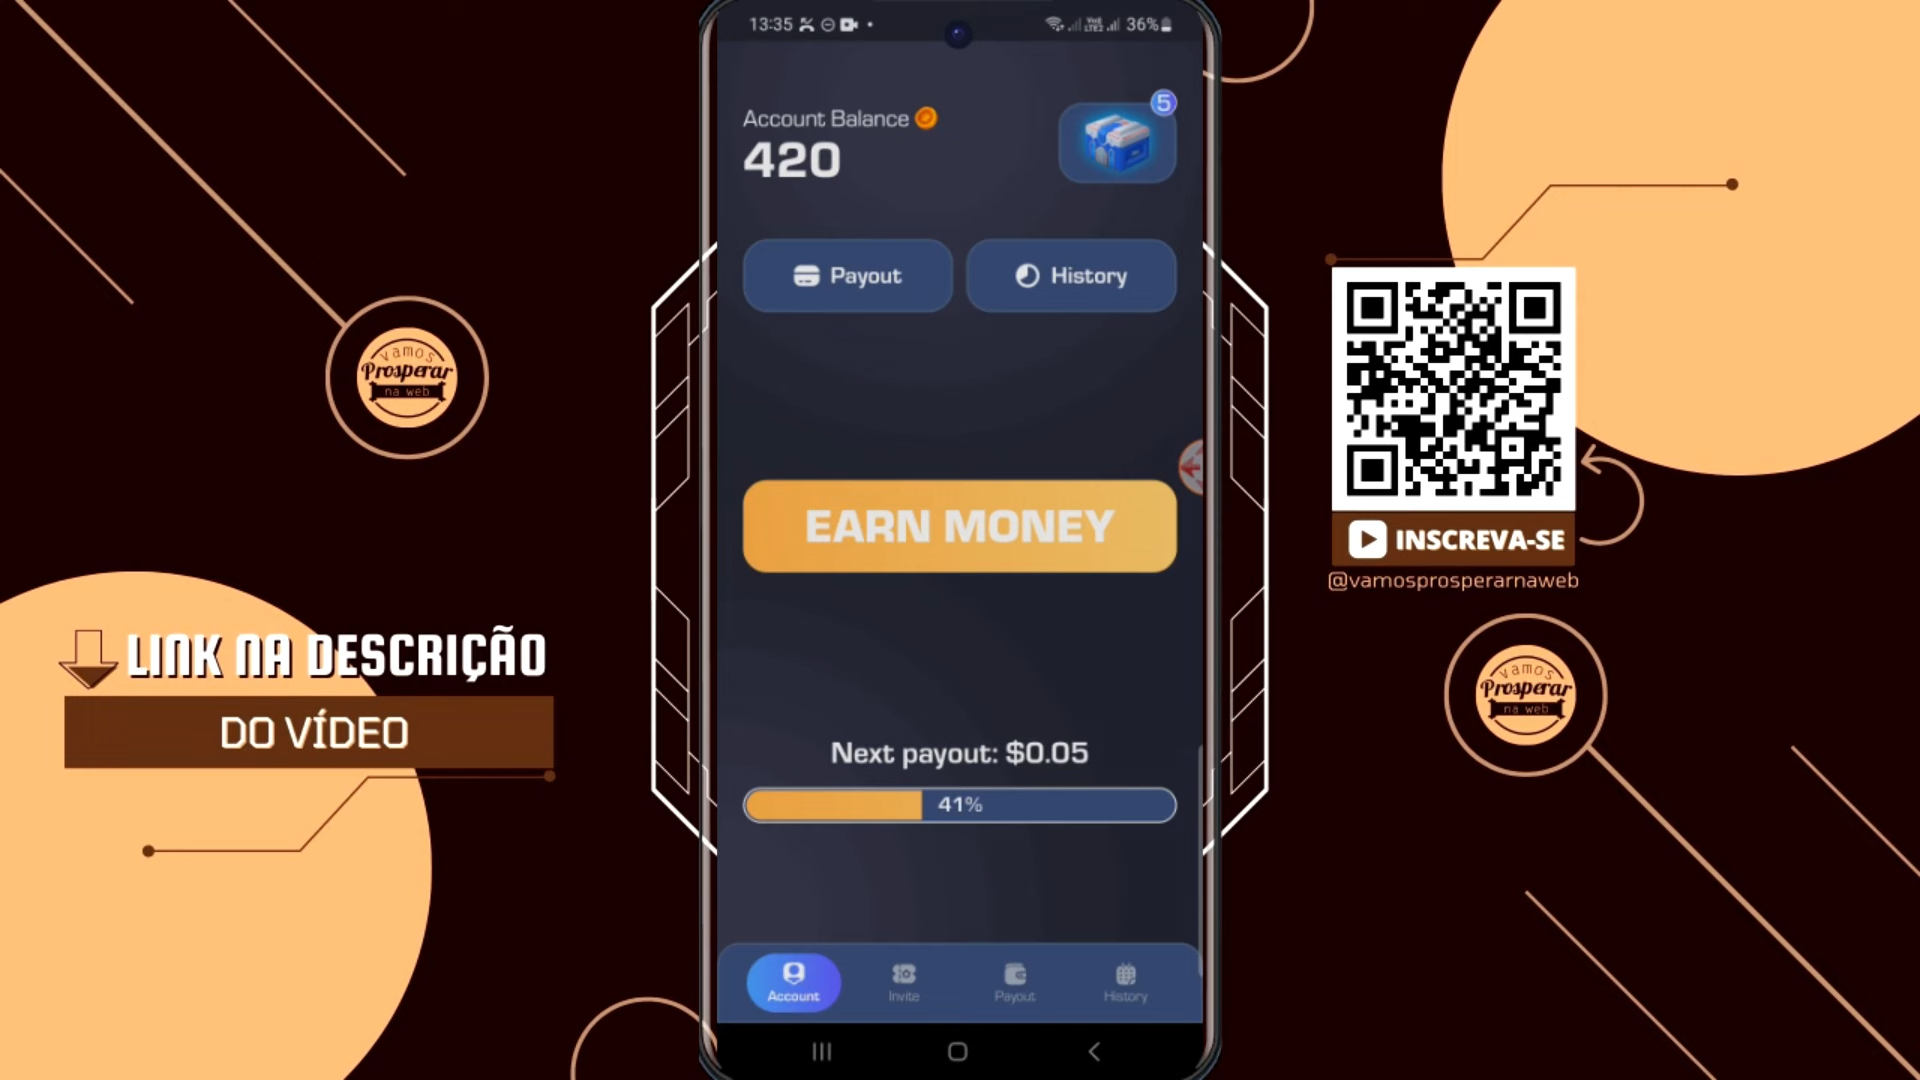 13:35
VoLTE2
36%
Account Balance
420
5
Payout
History
EARN MONEY
Next payout: $0.05
41%
Account
Invite
Payout
History
vamos
Prosperar
na web
LINK NA DESCRIÇÃO
DO VÍDEO
INSCREVA-SE
@vamosprosperarnaweb
vamos
Prosperar
na web